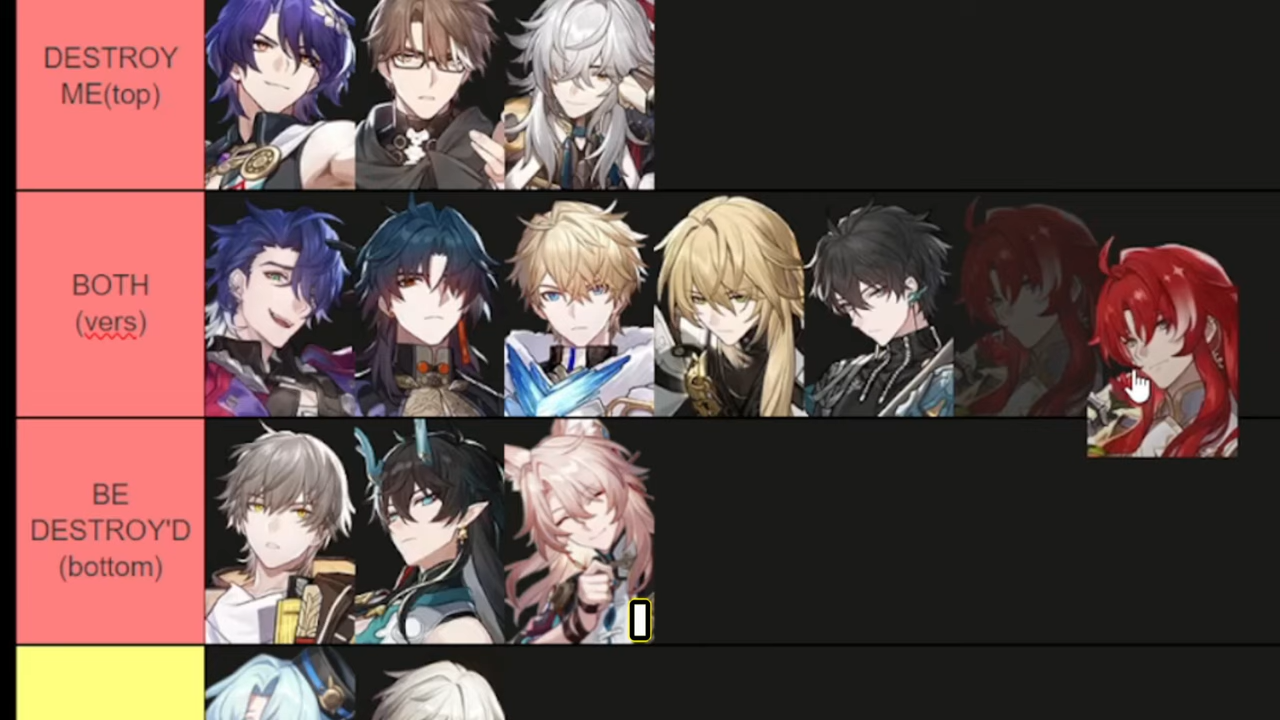 DESTROY
ME(top)
BOTH
(vers)
BE
DESTROY'D
(bottom)